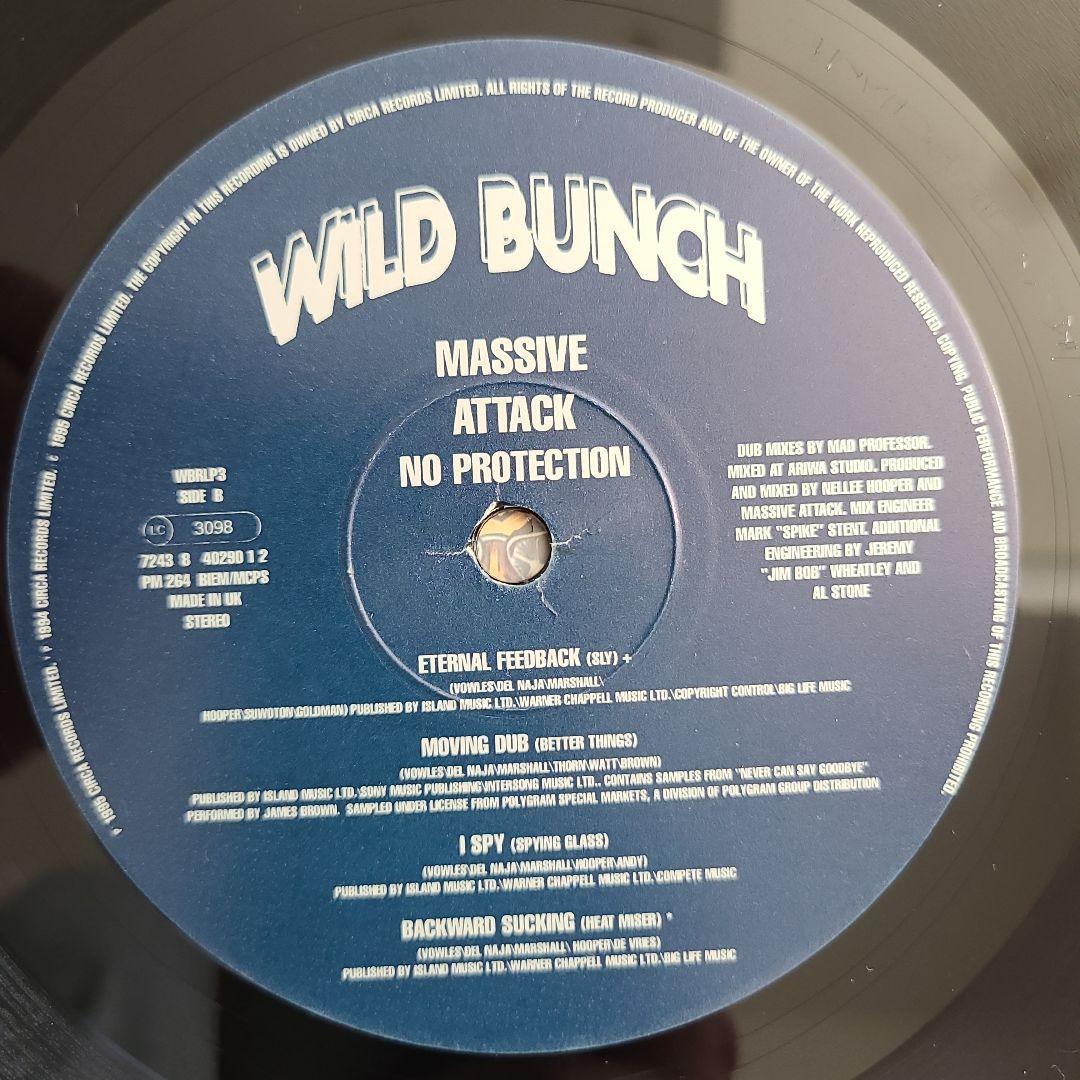 THE COPYRIGHT IN THIS RECORDING IS OWNED BY CIRCA RECORDS LIMITED. ALL RIGHTS OF THE RECORD PRODUCER AND OF THE OWNER OF THE WORK REPRODUCED RESERVED. COPYING, PUBLIC PERFORMANCE AND BROADCASTING OF THIS RECORDING PROHIBITED.
℗ 1995 CIRCA RECORDS LIMITED. ℗ 1994 CIRCA RECORDS LIMITED. © 1995 CIRCA RECORDS LIMITED.
WILD BUNCH
MASSIVE
ATTACK
NO PROTECTION
WBRLP3
SIDE B
LC 3098
7243 8 40290 1 2
PM 264 BIEM/MCPS
MADE IN UK
STEREO
DUB MIXES BY MAD PROFESSOR.
MIXED AT ARIWA STUDIO. PRODUCED
AND MIXED BY NELLEE HOOPER AND
MASSIVE ATTACK. MIX ENGINEER
MARK "SPIKE" STENT. ADDITIONAL
ENGINEERING BY JEREMY
"JIM BOB" WHEATLEY AND
AL STONE
ETERNAL FEEDBACK (SLY) +
(VOWLES\DEL NAJA\MARSHALL\
HOOPER\SUWOTON\GOLDMAN) PUBLISHED BY ISLAND MUSIC LTD.\WARNER CHAPPELL MUSIC LTD.\COPYRIGHT CONTROL\BIG LIFE MUSIC
MOVING DUB (BETTER THINGS)
(VOWLES\DEL NAJA\MARSHALL\THORN\WATT\BROWN)
PUBLISHED BY ISLAND MUSIC LTD.\SONY MUSIC PUBLISHING\INTERSONG MUSIC LTD.. CONTAINS SAMPLES FROM "NEVER CAN SAY GOODBYE"
PERFORMED BY JAMES BROWN. SAMPLED UNDER LICENSE FROM POLYGRAM SPECIAL MARKETS, A DIVISION OF POLYGRAM GROUP DISTRIBUTION
I SPY (SPYING GLASS)
(VOWLES\DEL NAJA\MARSHALL\HOOPER\ANDY)
PUBLISHED BY ISLAND MUSIC LTD.\WARNER CHAPPELL MUSIC LTD.\COMPETE MUSIC
BACKWARD SUCKING (HEAT MISER) *
(VOWLES\DEL NAJA\MARSHALL\ HOOPER\DE VRIES)
PUBLISHED BY ISLAND MUSIC LTD.\WARNER CHAPPELL MUSIC LTD.\BIG LIFE MUSIC